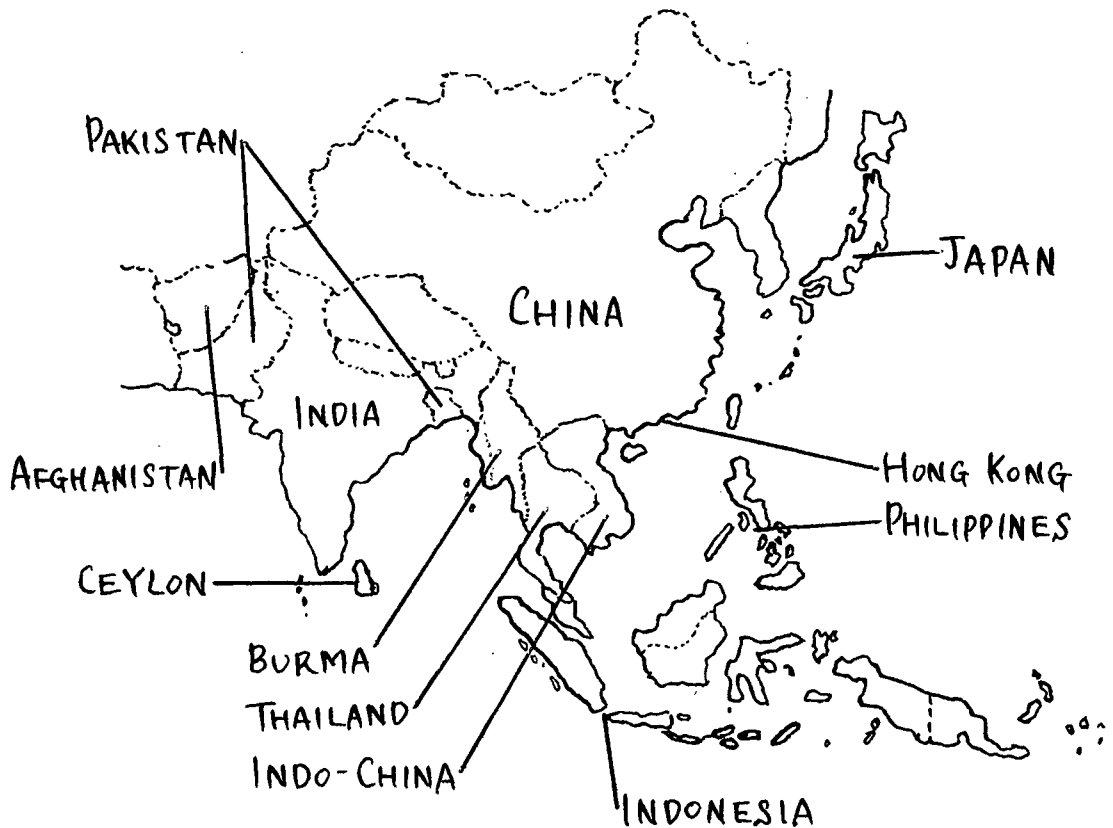 PAKISTAN
JAPAN
CHINA
INDIA
AFGHANISTAN
HONG KONG
PHILIPPINES
CEYLON
BURMA
THAILAND
INDO-CHINA
INDONESIA